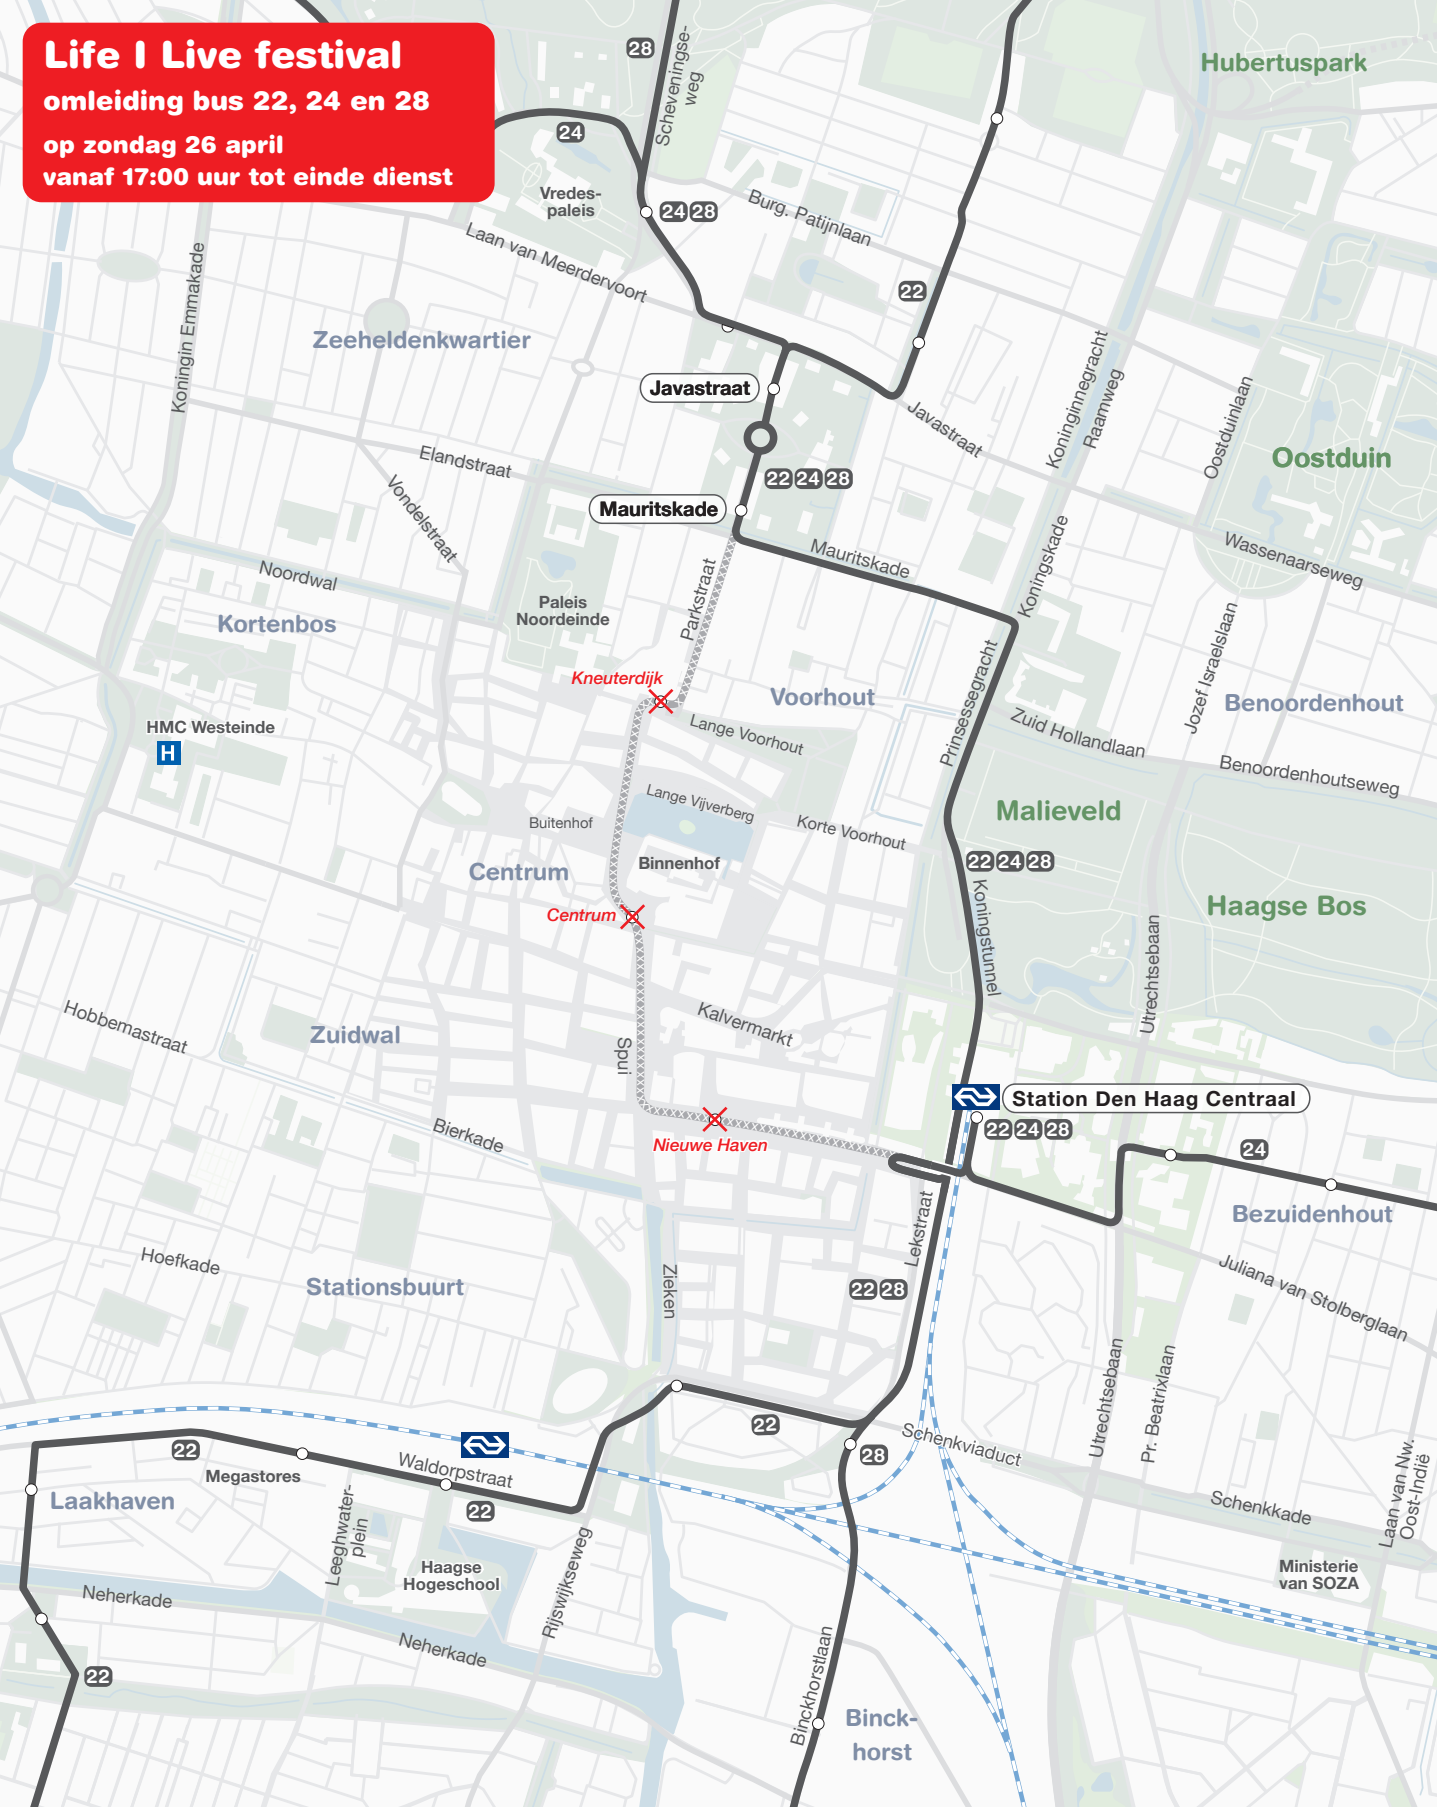 Life I Live festival
omleiding bus 22, 24 en 28
op zondag 26 april
vanaf 17:00 uur tot einde dienst
28
Scheveningse-
weg
24
Hubertuspark
Vredes-
paleis
24 28
Burg. Patijnlaan
Laan van Meerdervoort
22
Koningin Emmakade
Zeeheldenkwartier
Javastraat
Javastraat
Koninginnegracht
Raamweg
Oostduinlaan
Oostduin
Elandstraat
Vondelstraat
22 24 28
Mauritskade
Mauritskade
Koningskade
Wassenaarseweg
Noordwal
Kortenbos
Paleis
Noordeinde
Parkstraat
Kneuterdijk
Voorhout
Prinsessegracht
Jozef Israelslaan
Benoordenhout
Zuid Hollandlaan
Benoordenhoutseweg
HMC Westeinde
H
Lange Voorhout
Lange Vijverberg
Buitenhof
Korte Voorhout
Malieveld
22 24 28
Binnenhof
Centrum
Centrum
Koningstunnel
Haagse Bos
Utrechtsebaan
Hobbemastraat
Zuidwal
Spui
Kalvermarkt
Station Den Haag Centraal
22 24 28
Bierkade
Nieuwe Haven
24
Bezuidenhout
Lekstraat
Hoefkade
Stationsbuurt
Zieken
22 28
Juliana van Stolberglaan
Utrechtsebaan
Pr. Beatrixlaan
22
28
Schenkviaduct
22
Megastores
Waldorpstraat
Laakhaven
22
Leeghwater-
plein
Schenkkade
Laan van Nw.
Oost-Indië
Haagse
Hogeschool
Rijswijkseweg
Ministerie
van SOZA
Neherkade
Neherkade
22
Binckhorstlaan
Binck-
horst